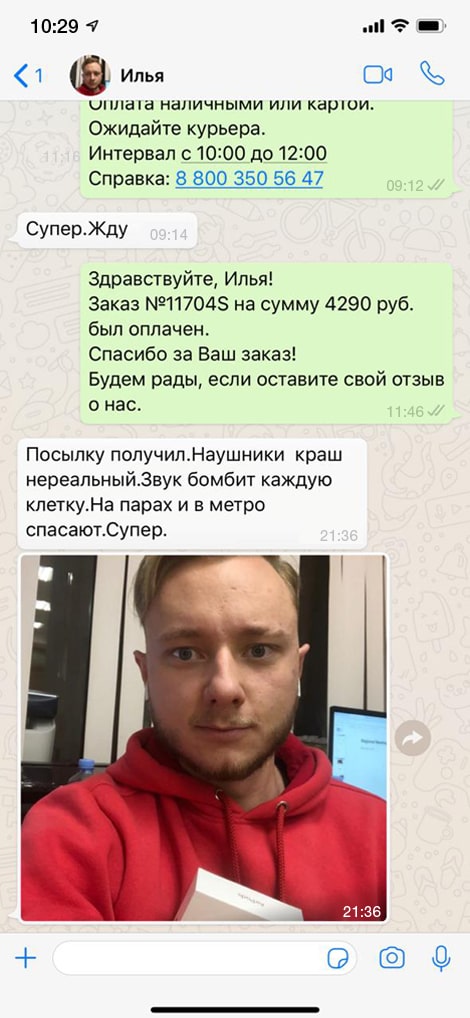 10:29
1
Илья
Оплата наличными или картой.
Ожидайте курьера.
11:16
Интервал с 10:00 до 12:00
Справка: 8 800 350 56 47
09:12
Супер.Жду
09:14
Здравствуйте, Илья!
Заказ №11704S на сумму 4290 руб.
был оплачен.
Спасибо за Ваш заказ!
Будем рады, если оставите свой отзыв
о нас.
11:46
Посылку получил.Наушники краш
нереальный.Звук бомбит каждую
клетку.На парах и в метро
спасают.Супер.
21:36
21:36